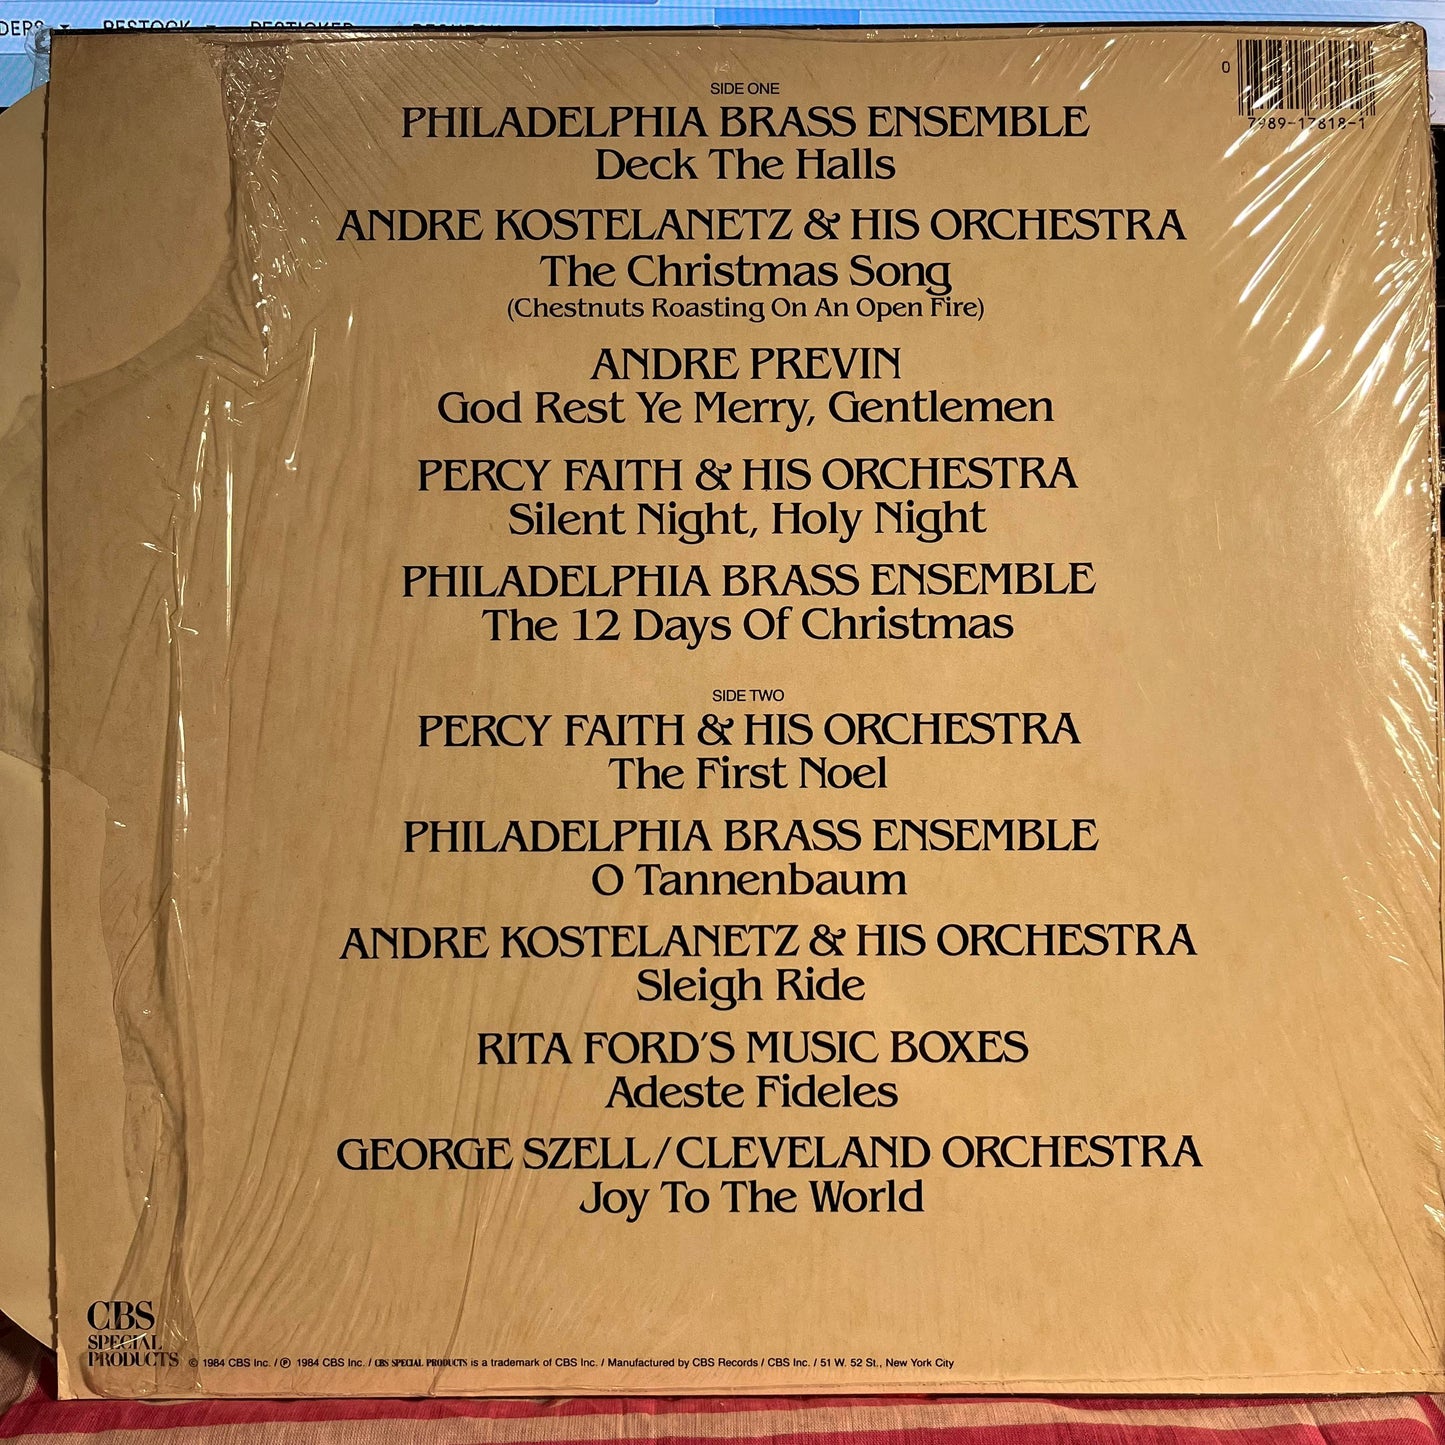 RESTOCK
SIDE ONE
0
7989-17818-1
PHILADELPHIA BRASS ENSEMBLE
Deck The Halls
ANDRE KOSTELANETZ & HIS ORCHESTRA
The Christmas Song
(Chestnuts Roasting On An Open Fire)
ANDRE PREVIN
God Rest Ye Merry, Gentlemen
PERCY FAITH & HIS ORCHESTRA
Silent Night, Holy Night
PHILADELPHIA BRASS ENSEMBLE
The 12 Days Of Christmas
SIDE TWO
PERCY FAITH & HIS ORCHESTRA
The First Noel
PHILADELPHIA BRASS ENSEMBLE
O Tannenbaum
ANDRE KOSTELANETZ & HIS ORCHESTRA
Sleigh Ride
RITA FORD'S MUSIC BOXES
Adeste Fideles
GEORGE SZELL/CLEVELAND ORCHESTRA
Joy To The World
CBS
SPECIAL
PRODUCTS
© 1984 CBS Inc. / ℗ 1984 CBS Inc. / CBS SPECIAL PRODUCTS is a trademark of CBS Inc. / Manufactured by CBS Records / CBS Inc. / 51 W. 52 St., New York City